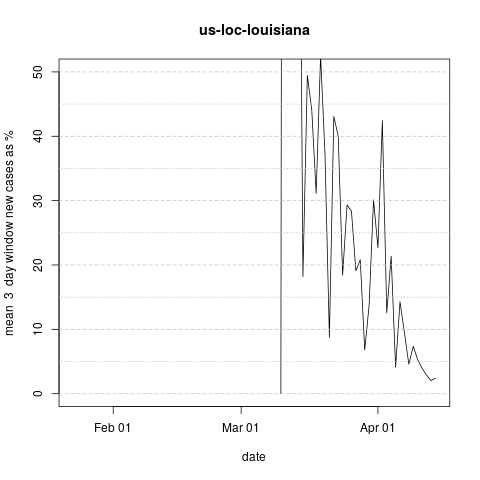 us-loc-louisiana
mean  3  day window new cases as %
50
40
30
20
10
0
Feb 01
Mar 01
Apr 01
date